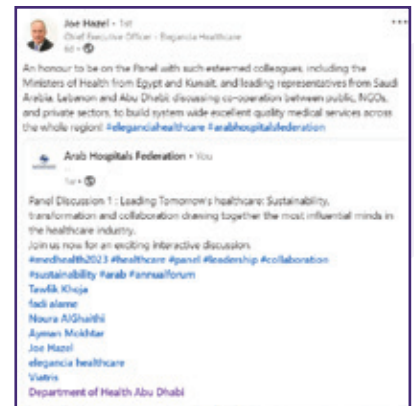 Joe Hazel • 1st
Chief Executive Officer - Elegancia Healthcare
6d •
An honour to be on the Panel with such esteemed colleagues, including the
Ministers of Health from Egypt and Kuwait, and leading representatives from Saudi
Arabia, Lebanon and Abu Dhabi discussing co-operation between public, NGOs,
and private sectors, to build system wide excellent quality medical services across
the whole region! #eleganciahealthcare #arabhospitalsfederation
Arab Hospitals Federation • You
1w •
Panel Discussion 1 : Leading Tomorrow's healthcare: Sustainability,
transformation and collaboration drawing together the most influential minds in
the healthcare industry.
Join us now for an exciting interactive discussion.
#medhealth2023 #healthcare #panel #leadership #collaboration
#sustainability #arab #annualforum
Tawfik Khoja
fadi alame
Noura AlGhaithi
Ayman Mokhtar
Joe Hazel
elegancia healthcare
Viatris
Department of Health Abu Dhabi